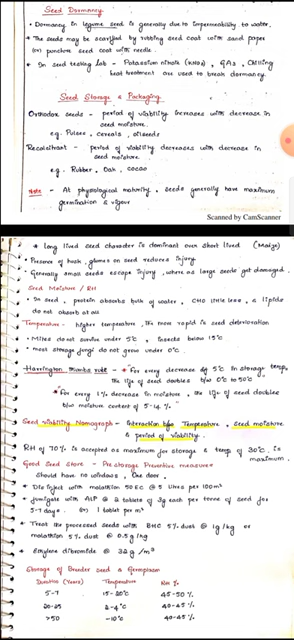 Seed Dormancy
• Dormancy in legume seed is generally due to impermeability to water.
• The seeds may be scarified by rubbing seed coat with sand paper
(or) puncture seed coat with needle.
* In seed testing lab - Potassium nitrate (KNO3), GA3, Chilling
heat treatment are used to break dormancy.
Seed Storage & Packaging
Orthodox seeds - period of viability increases with decrease in
seed moisture.
e.g. Pulses, Cereals, oilseeds
Recalcitrant - period of viability decreases with decrease in
seed moisture.
e.g. Rubber, Oak, cocao
Note - At physiological maturity, seeds generally have maximum
germination & vigour
Scanned by CamScanner
* Long lived seed character is dominant over short lived (Maize)
• Presence of husk, glumes on seed reduces injury.
• Generally small seeds escape injury, where as large seeds get damaged.
Seed Moisture / RH
• In seed, protein absorbs bulk of water, CHO little less, & lipids
do not absorb at all
Temperature - higher temperature, the more rapid is seed deterioration
• Mites do not survive under 5°C, insects below 15°C
• most storage fungi do not grow under 0°C.
Harrington thumbs rule - * For every decrease of 5°C in storage temp,
the life of seed doubles b/w 0°C to 50°C
* For every 1% decrease in moisture, the life of seed doubles
b/w moisture content of 5-14%.
Seed viability Nomograph - Interaction b/w Temperature, seed moisture
& period of viability.
RH of 70% is accepted as maximum for storage & temp of 30°C is
maximum.
Good Seed Store - Pre storage Preventive measures
Should have no windows, One door.
* Disinfect with malathion 50EC @ 5 litres per 100m²
* fumigate with AlP @ 2 tablets of 3g each per tonne of seed for
5-7 days. (or) 1 tablet per m³
* Treat the processed seeds with BHC 5% dust @ 1g/kg or
malathion 5% dust @ 0.5g/kg
* Ethylene dibromide @ 32g/m³
Storage of Breeder seed & Germplasm
Duration (Years) Temperature RH %
5-7 15-20°C 45-50%
20-25 2-4°C 40-45%
>50 -10°C 40-45%